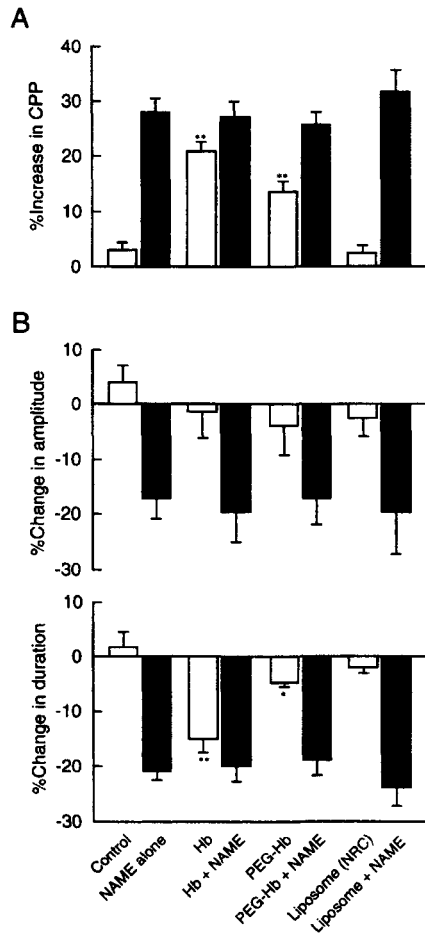 A
%Increase in CPP
40
30
20
10
0
**
**
B
%Change in amplitude
10
0
-10
-20
-30
%Change in duration
10
0
-10
-20
-30
**
*
Control
NAME alone
Hb
Hb + NAME
PEG-Hb
PEG-Hb + NAME
Liposome (NRC)
Liposome + NAME